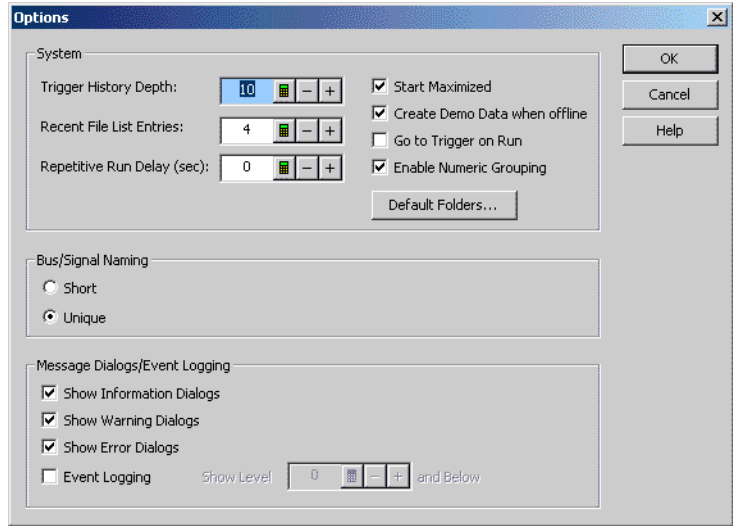 Options
System
Trigger History Depth:
10
Recent File List Entries:
4
Repetitive Run Delay (sec):
0
Start Maximized
Create Demo Data when offline
Go to Trigger on Run
Enable Numeric Grouping
Default Folders...
OK
Cancel
Help
Bus/Signal Naming
Short
Unique
Message Dialogs/Event Logging
Show Information Dialogs
Show Warning Dialogs
Show Error Dialogs
Event Logging Show Level 0 and Below